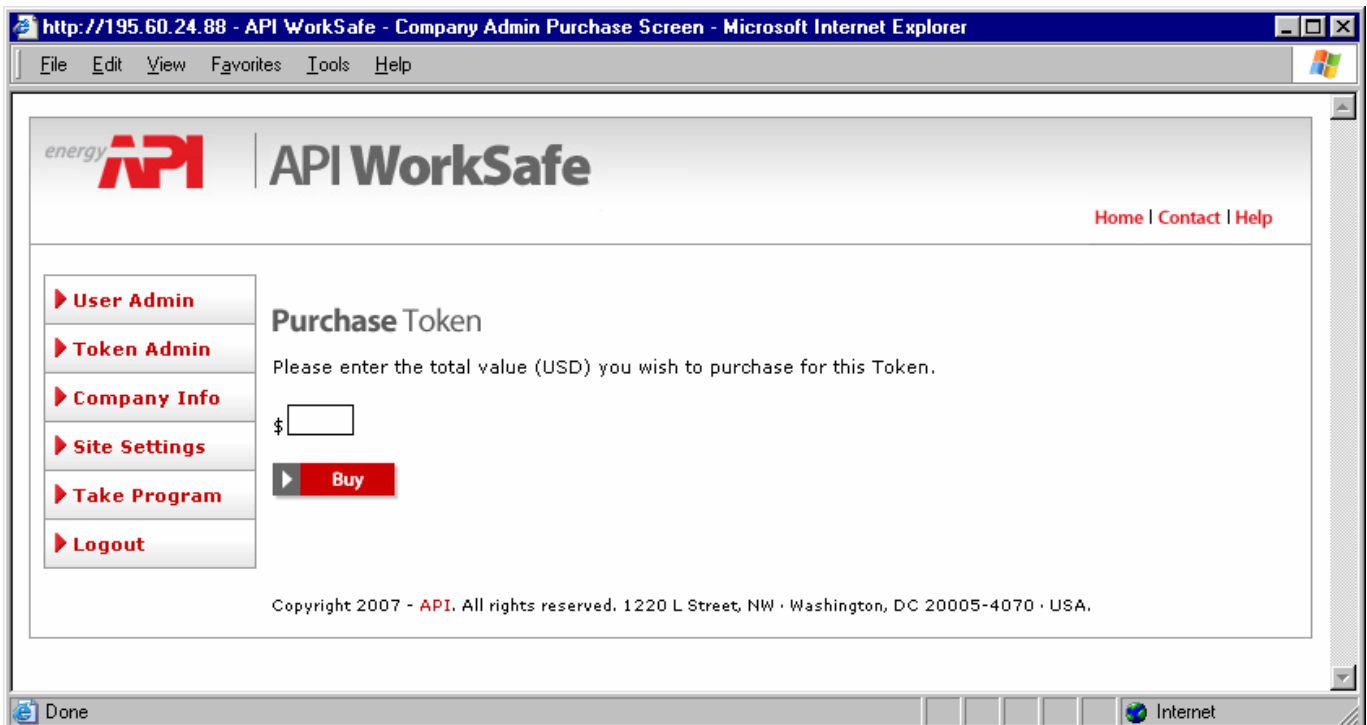 http://195.60.24.88 - API WorkSafe - Company Admin Purchase Screen - Microsoft Internet Explorer
File Edit View Favorites Tools Help
energy API API WorkSafe
Home | Contact | Help
User Admin
Token Admin
Company Info
Site Settings
Take Program
Logout
Purchase Token
Please enter the total value (USD) you wish to purchase for this Token.
$
Buy
Copyright 2007 - API. All rights reserved. 1220 L Street, NW · Washington, DC 20005-4070 · USA.
Done Internet